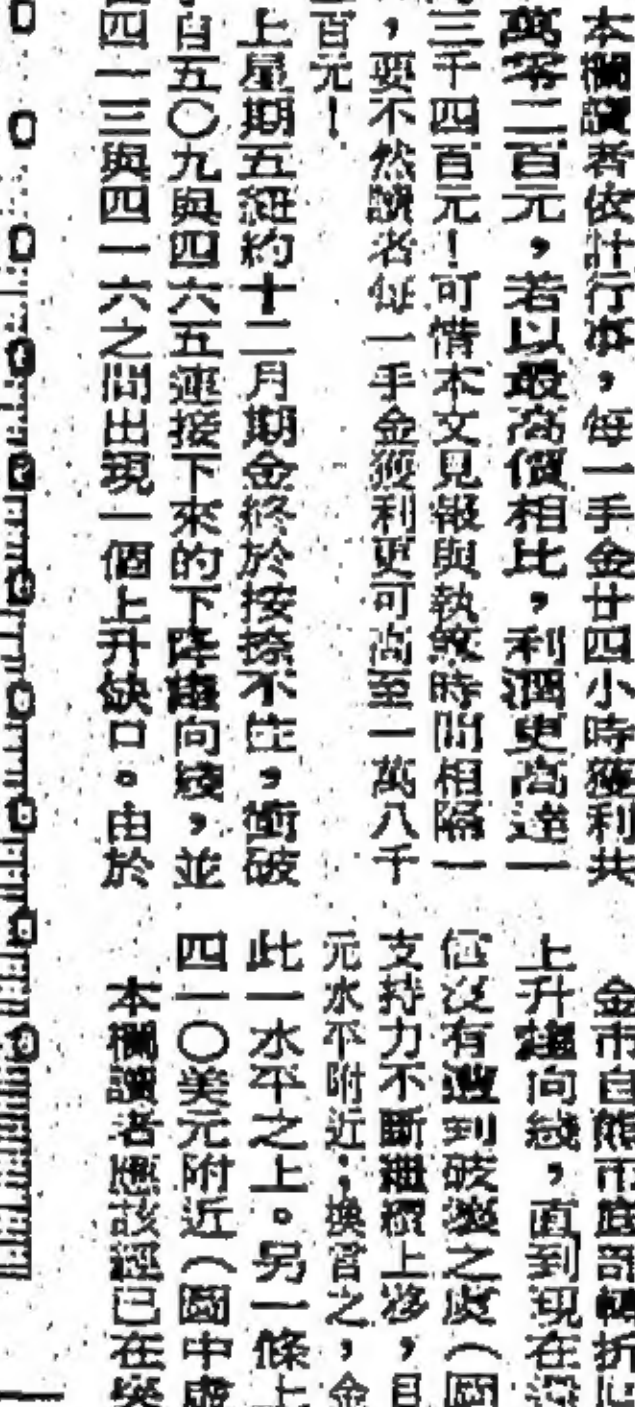 本欄讀者依計行事，每一手金廿四小時獲利共
萬零二百元，若以最高價相比，利潤更高達一
三千四百元！可惜本文見報與執筆時間相隔一
，要不然讀者每一手金獲利更可高至一萬八千
百元！
上星期五紐約十二月期金終於按捺不住，衝破
自五〇九與四六五連接下來的下降趨向綫，並
四一三與四一六之間出現一個上升缺口。由於
金市自熊市底部轉折
上升趨向綫，直到現在
沒有遭到破壞之虞（圖
支持力不斷繼續上移，目
元水平附近；換言之，金
此一水平之上。另一條上
四一〇美元附近（圖中虛
本欄讀者應該經已在